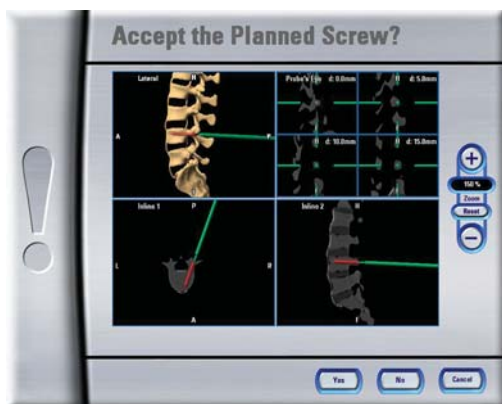 Accept the Planned Screw?
Lateral
H
Probe's Eye
d: 0.0mm
H
d: 5.0mm
A
P
H
d: 10.0mm
H
d: 15.0mm
150 %
Zoom
Reset
Inline 1
P
Inline 2
H
L
R
A
F
Yes
No
Cancel